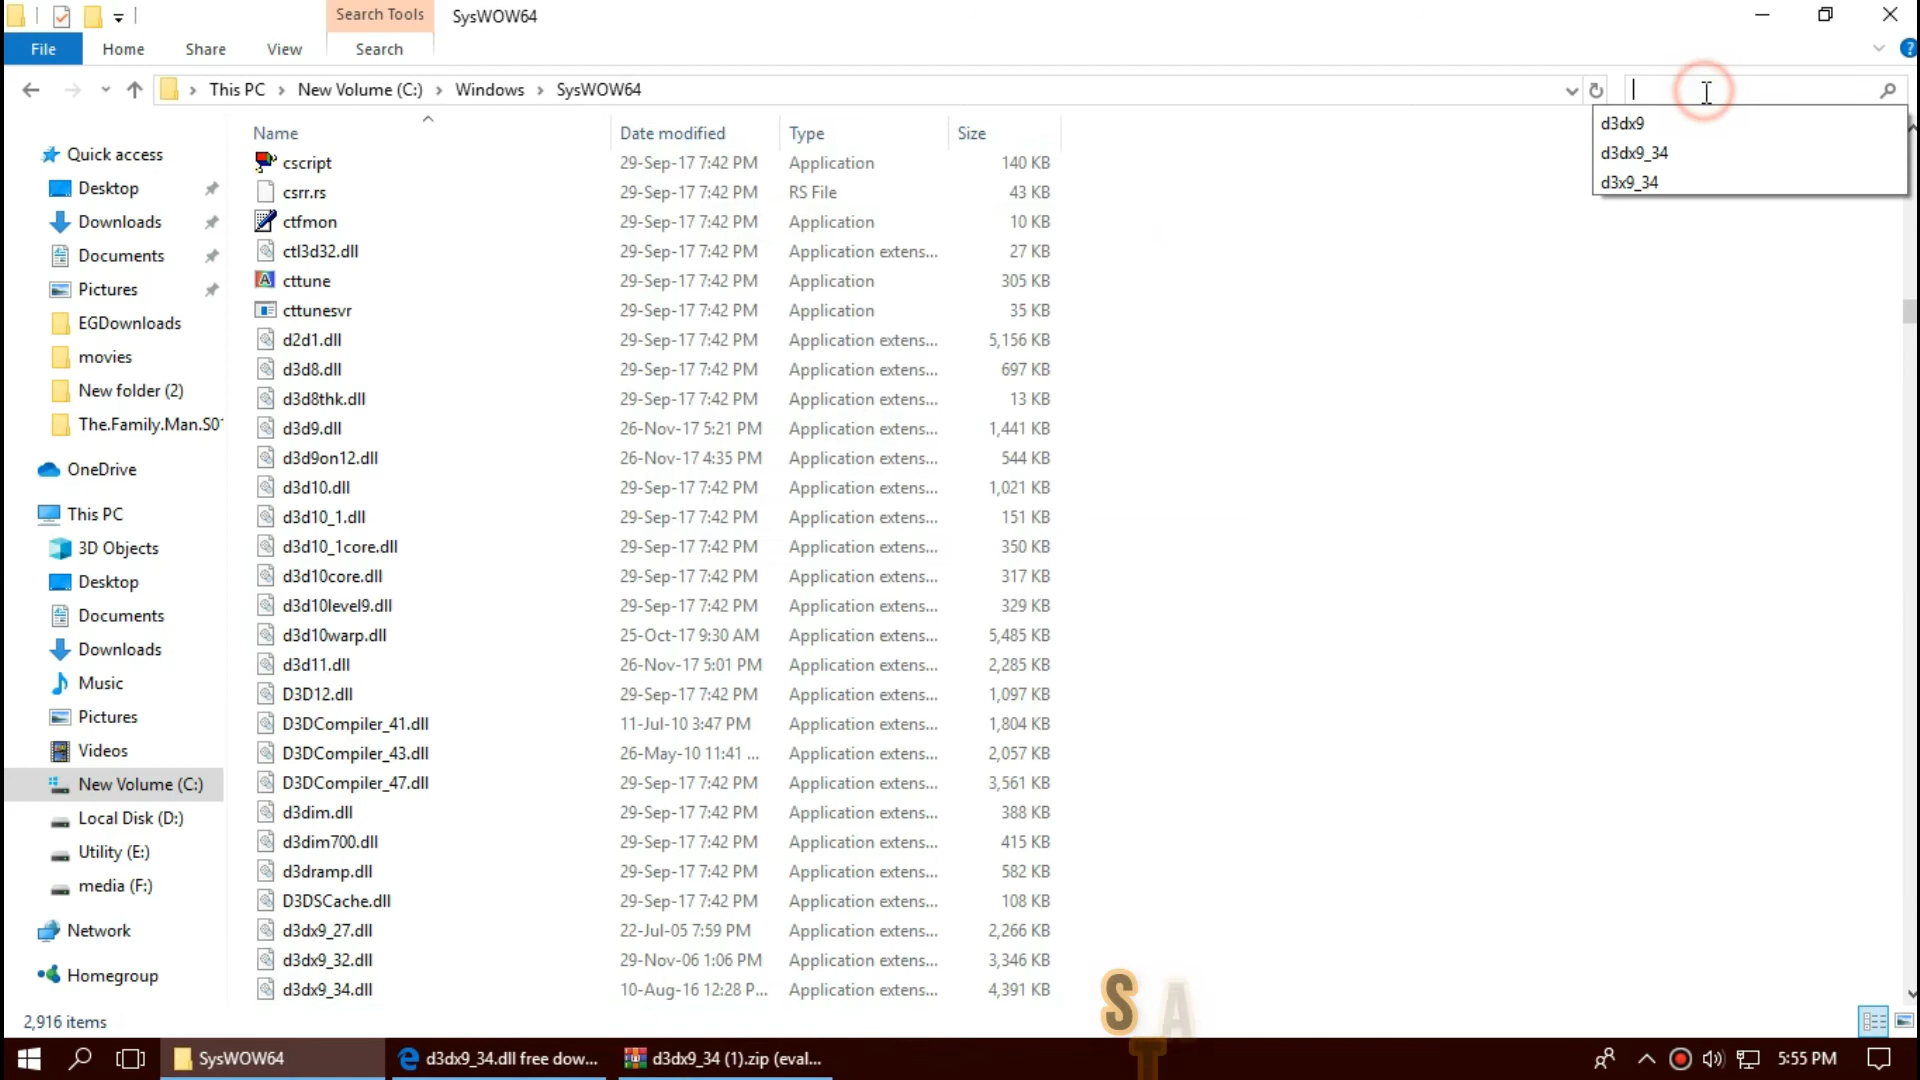 Search Tools SysWOW64
File Home Share View Search
This PC New Volume (C:) Windows SysWOW64
d3dx9
d3dx9_34
d3x9_34
Quick access
Desktop
Downloads
Documents
Pictures
EGDownloads
movies
New folder (2)
The.Family.Man.S0
OneDrive
This PC
3D Objects
Desktop
Documents
Downloads
Music
Pictures
Videos
New Volume (C:)
Local Disk (D:)
Utility (E:)
media (F:)
Network
Homegroup
Name Date modified Type Size
cscript 29-Sep-17 7:42 PM Application 140 KB
csrr.rs 29-Sep-17 7:42 PM RS File 43 KB
ctfmon 29-Sep-17 7:42 PM Application 10 KB
ctl3d32.dll 29-Sep-17 7:42 PM Application extens... 27 KB
cttune 29-Sep-17 7:42 PM Application 305 KB
cttunesvr 29-Sep-17 7:42 PM Application 35 KB
d2d1.dll 29-Sep-17 7:42 PM Application extens... 5,156 KB
d3d8.dll 29-Sep-17 7:42 PM Application extens... 697 KB
d3d8thk.dll 29-Sep-17 7:42 PM Application extens... 13 KB
d3d9.dll 26-Nov-17 5:21 PM Application extens... 1,441 KB
d3d9on12.dll 26-Nov-17 4:35 PM Application extens... 544 KB
d3d10.dll 29-Sep-17 7:42 PM Application extens... 1,021 KB
d3d10_1.dll 29-Sep-17 7:42 PM Application extens... 151 KB
d3d10_1core.dll 29-Sep-17 7:42 PM Application extens... 350 KB
d3d10core.dll 29-Sep-17 7:42 PM Application extens... 317 KB
d3d10level9.dll 29-Sep-17 7:42 PM Application extens... 329 KB
d3d10warp.dll 25-Oct-17 9:30 AM Application extens... 5,485 KB
d3d11.dll 26-Nov-17 5:01 PM Application extens... 2,285 KB
D3D12.dll 29-Sep-17 7:42 PM Application extens... 1,097 KB
D3DCompiler_41.dll 11-Jul-10 3:47 PM Application extens... 1,804 KB
D3DCompiler_43.dll 26-May-10 11:41 ... Application extens... 2,057 KB
D3DCompiler_47.dll 29-Sep-17 7:42 PM Application extens... 3,561 KB
d3dim.dll 29-Sep-17 7:42 PM Application extens... 388 KB
d3dim700.dll 29-Sep-17 7:42 PM Application extens... 415 KB
d3dramp.dll 29-Sep-17 7:42 PM Application extens... 582 KB
D3DSCache.dll 29-Sep-17 7:42 PM Application extens... 108 KB
d3dx9_27.dll 22-Jul-05 7:59 PM Application extens... 2,266 KB
d3dx9_32.dll 29-Nov-06 1:06 PM Application extens... 3,346 KB
d3dx9_34.dll 10-Aug-16 12:28 P... Application extens... 4,391 KB
S A
T
2,916 items
SysWOW64 d3dx9_34.dll free dow... d3dx9_34 (1).zip (eval... 5:55 PM